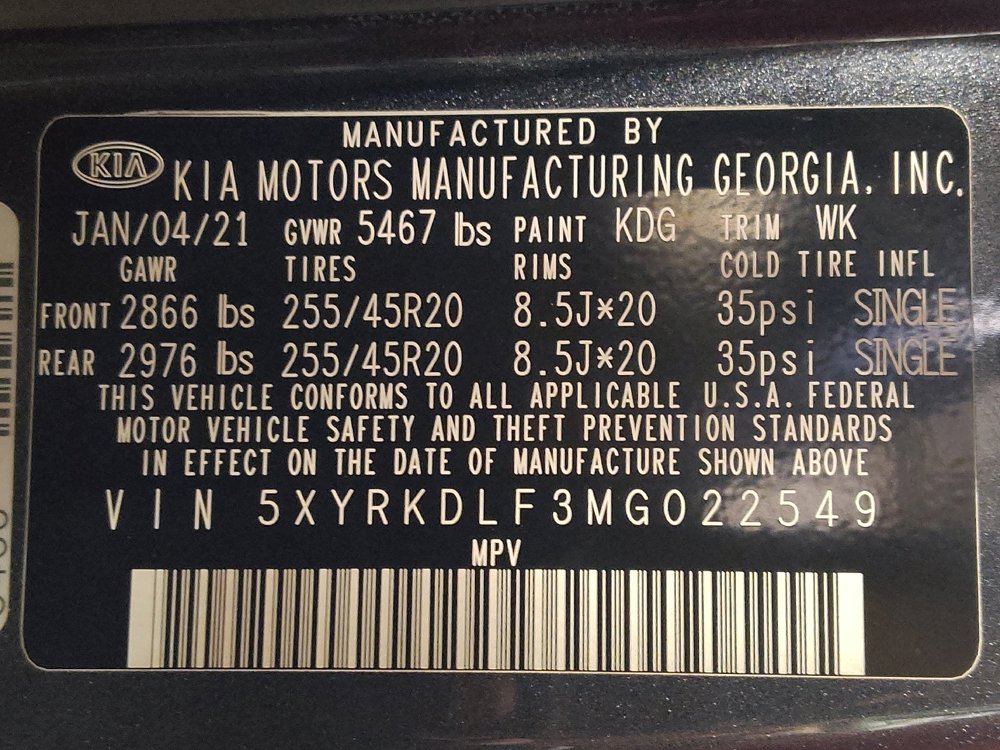 MANUFACTURED BY
KIA KIA MOTORS MANUFACTURING GEORGIA, INC.
JAN/04/21 GVWR 5467 lbs PAINT KDG TRIM WK
GAWR TIRES RIMS COLD TIRE INFL
FRONT 2866 lbs 255/45R20 8.5J*20 35psi SINGLE
REAR 2976 lbs 255/45R20 8.5J*20 35psi SINGLE
THIS VEHICLE CONFORMS TO ALL APPLICABLE U.S.A. FEDERAL
MOTOR VEHICLE SAFETY AND THEFT PREVENTION STANDARDS
IN EFFECT ON THE DATE OF MANUFACTURE SHOWN ABOVE
VIN 5XYRKDLF3MG022549
MPV